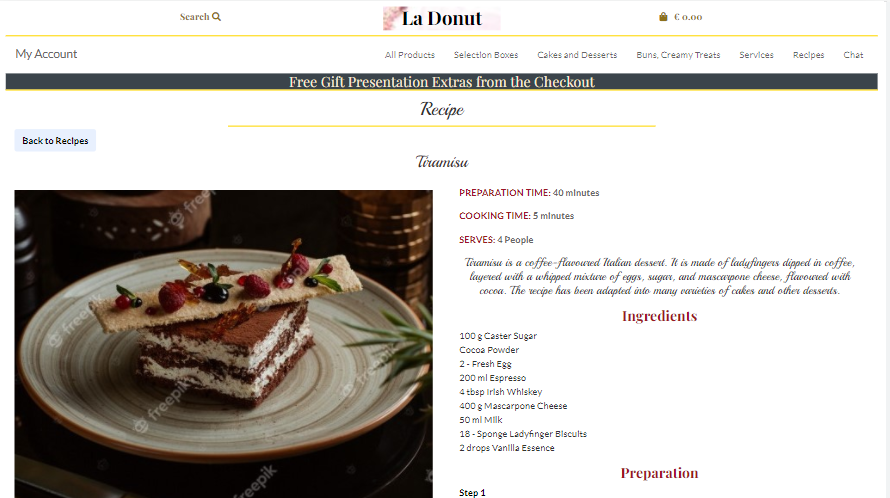 Search
La Donut
€ 0.00
My Account
All Products
Selection Boxes
Cakes and Desserts
Buns, Creamy Treats
Services
Recipes
Chat
Free Gift Presentation Extras from the Checkout
Recipe
Back to Recipes
Tiramisu
freepik
freepik
freepik
freepik
freepik
freepik
PREPARATION TIME: 40 minutes
COOKING TIME: 5 minutes
SERVES: 4 People
Tiramisu is a coffee-flavoured Italian dessert. It is made of ladyfingers dipped in coffee,
layered with a whipped mixture of eggs, sugar, and mascarpone cheese, flavoured with
cocoa. The recipe has been adapted into many varieties of cakes and other desserts.
Ingredients
100 g Caster Sugar
Cocoa Powder
2 - Fresh Egg
200 ml Espresso
4 tbsp Irish Whiskey
400 g Mascarpone Cheese
50 ml Milk
18 - Sponge Ladyfinger Biscuits
2 drops Vanilla Essence
Preparation
Step 1